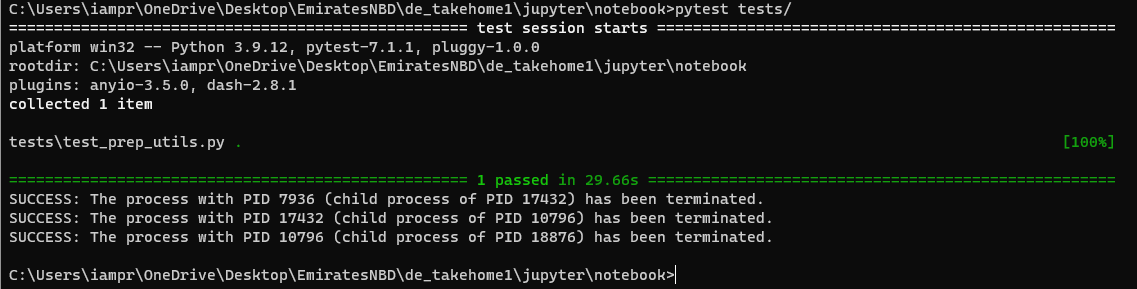 C:\Users\iampr\OneDrive\Desktop\EmiratesNBD\de_takehome1\jupyter\notebook>pytest tests/
=================================================== test session starts ===================================================
platform win32 -- Python 3.9.12, pytest-7.1.1, pluggy-1.0.0
rootdir: C:\Users\iampr\OneDrive\Desktop\EmiratesNBD\de_takehome1\jupyter\notebook
plugins: anyio-3.5.0, dash-2.8.1
collected 1 item
tests\test_prep_utils.py . [100%]
=================================================== 1 passed in 29.66s ====================================================
SUCCESS: The process with PID 7936 (child process of PID 17432) has been terminated.
SUCCESS: The process with PID 17432 (child process of PID 10796) has been terminated.
SUCCESS: The process with PID 10796 (child process of PID 18876) has been terminated.
C:\Users\iampr\OneDrive\Desktop\EmiratesNBD\de_takehome1\jupyter\notebook>